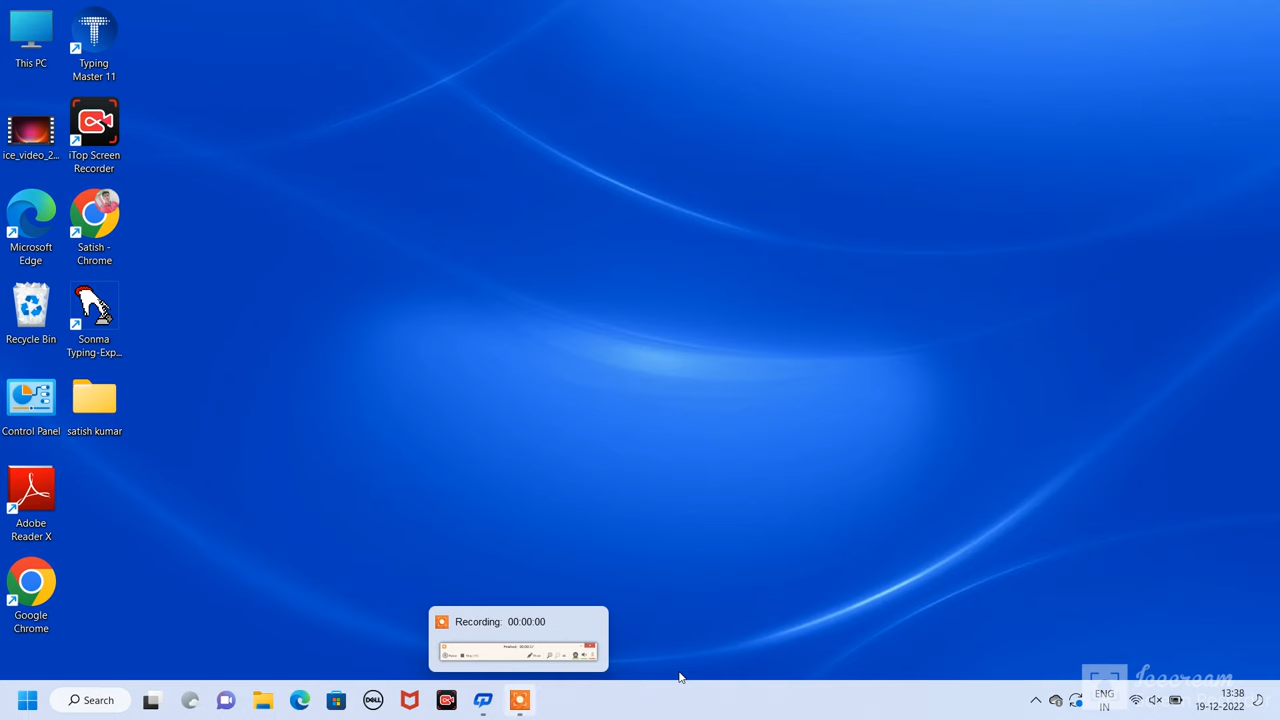 This PC
Typing
Master 11
ice_video_2...
iTop Screen
Recorder
Microsoft
Edge
Satish -
Chrome
Recycle Bin
Sonma
Typing-Exp...
Control Panel
satish kumar
Adobe
Reader X
Google
Chrome
Recording: 00:00:00
Search
DELL
Icecream
ENG
IN
13:38
19-12-2022